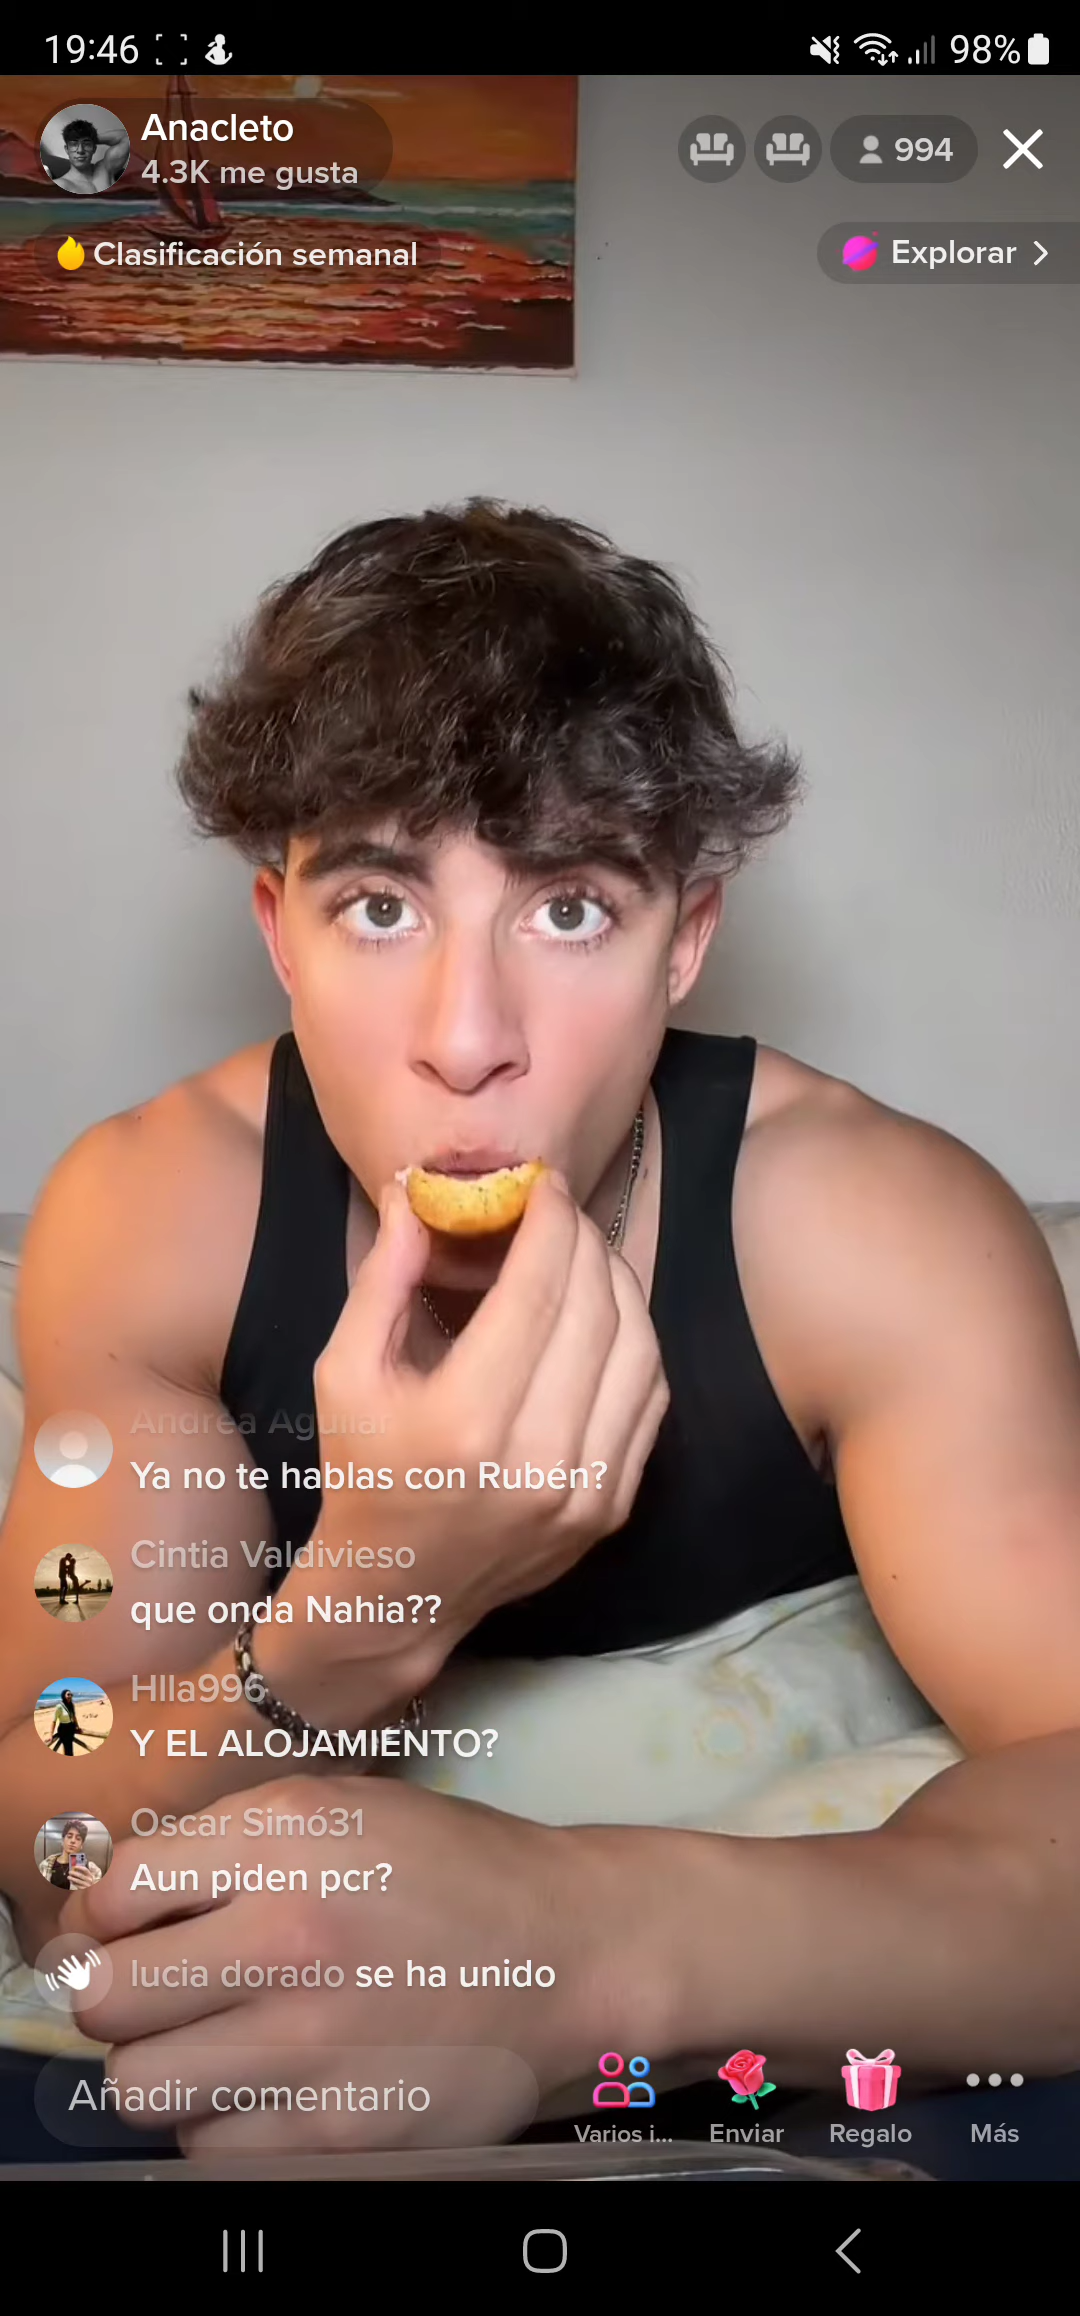 19:46
98%
Anacleto
4.3K me gusta
994
Clasificación semanal
Explorar
Andrea Aguilar
Ya no te hablas con Rubén?
Cintia Valdivieso
que onda Nahia??
Hlla996
Y EL ALOJAMIENTO?
Oscar Simó31
Aun piden pcr?
lucia dorado se ha unido
Añadir comentario
Varios i...
Enviar
Regalo
Más